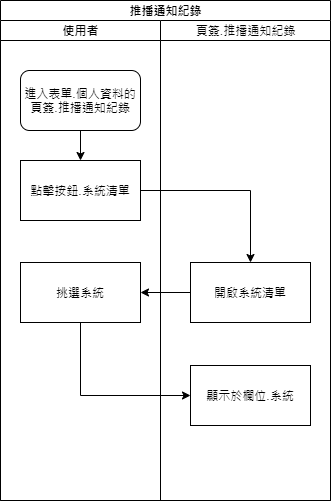 推播通知紀錄
使用者
頁簽.推播通知紀錄
進入表單.個人資料的
頁簽.推播通知紀錄
點擊按鈕.系統清單
挑選系統
開啟系統清單
顯示於欄位.系統